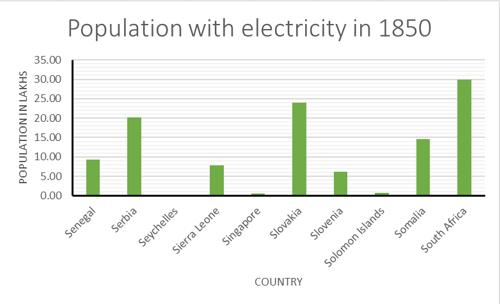 Population with electricity in 1850
POPULATION IN LAKHS
35.00
30.00
25.00
20.00
15.00
10.00
5.00
0.00
Senegal
Serbia
Seychelles
Sierra Leone
Singapore
Slovakia
Slovenia
Solomon Islands
Somalia
South Africa
COUNTRY